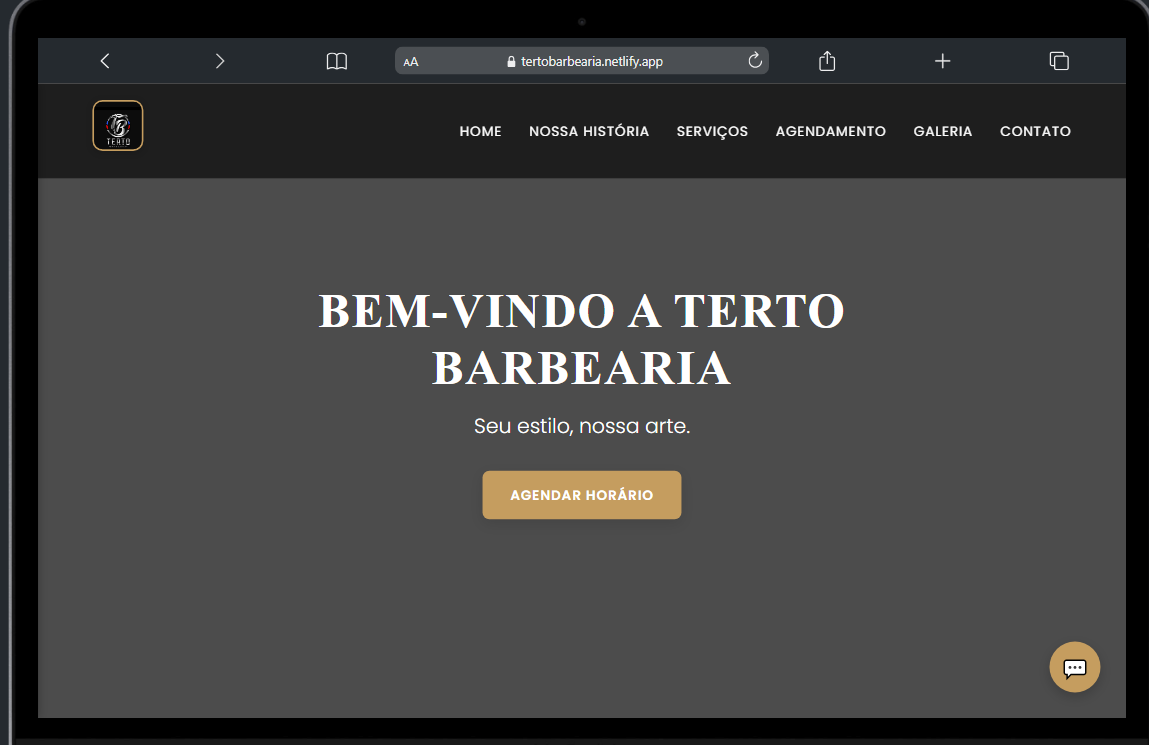 AA tertobarbearia.netlify.app
TERTO
HOME NOSSA HISTÓRIA SERVIÇOS AGENDAMENTO GALERIA CONTATO
BEM-VINDO A TERTO
BARBEARIA
Seu estilo, nossa arte.
AGENDAR HORÁRIO